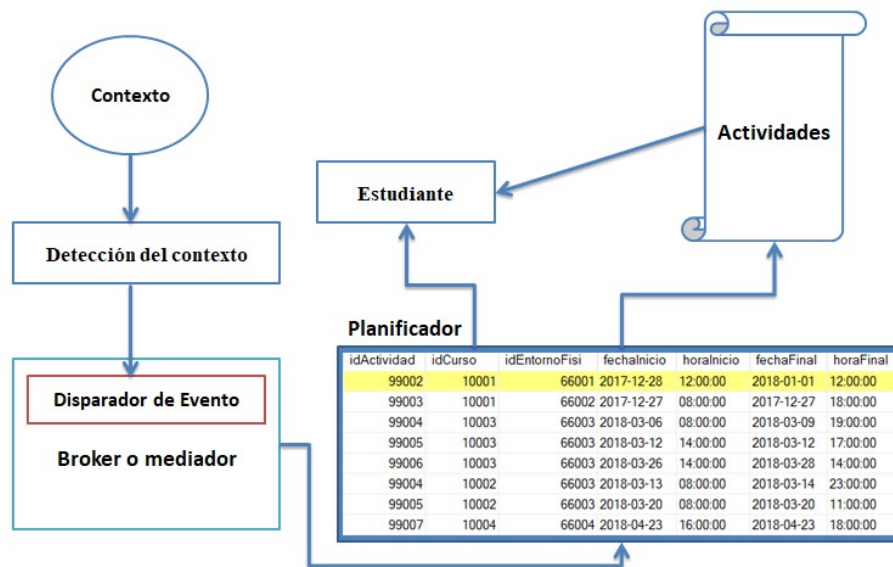 Contexto
Actividades
Estudiante
Detección del contexto
Planificador
idActividad idCurso idEntornoFisi fechaInicio horaInicio fechaFinal horaFinal
99002 10001 66001 2017-12-28 12:00:00 2018-01-01 12:00:00
99003 10001 66002 2017-12-27 08:00:00 2017-12-27 18:00:00
99004 10003 66003 2018-03-06 08:00:00 2018-03-09 19:00:00
99005 10003 66003 2018-03-12 14:00:00 2018-03-12 17:00:00
99006 10003 66003 2018-03-26 14:00:00 2018-03-28 14:00:00
99004 10002 66003 2018-03-13 08:00:00 2018-03-14 23:00:00
99005 10002 66003 2018-03-20 08:00:00 2018-03-20 11:00:00
99007 10004 66004 2018-04-23 16:00:00 2018-04-23 18:00:00
Disparador de Evento
Broker o mediador